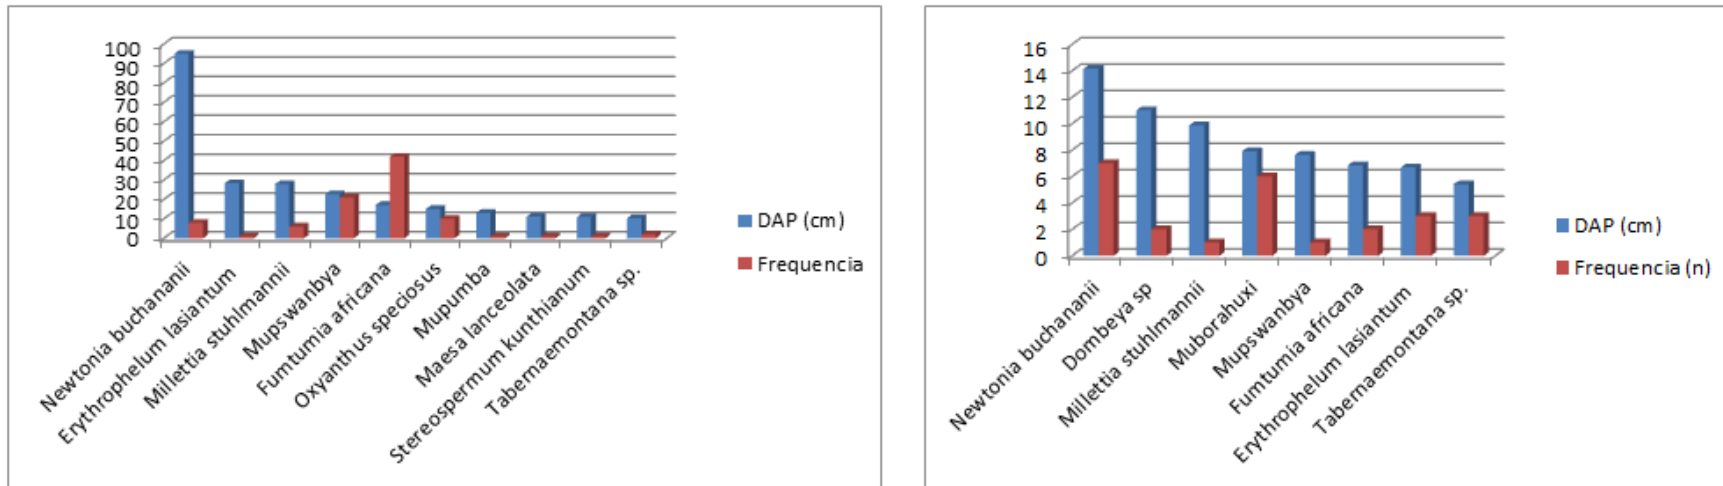 100
90
80
70
60
50
40
30
20
10
0
Newtonia buchananii
Erythrophelum lasiantum
Millettia stuhlmannii
Mupswanbya
Fumtumia africana
Oxyanthus speciosus
Mupumba
Maesa lanceolata
Stereospermum kunthianum
Tabernaemontana sp.
DAP (cm)
Frequencia
16
14
12
10
8
6
4
2
0
Newtonia buchananii
Dombeya sp
Millettia stuhlmannii
Muborahuxi
Mupswanbya
Fumtumia africana
Erythrophelum lasiantum
Tabernaemontana sp.
DAP (cm)
Frequencia (n)